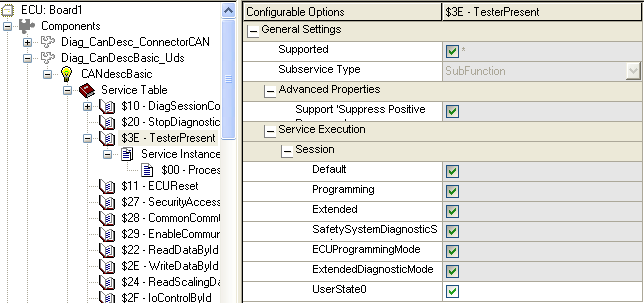 ECU: Board1
Components
Diag_CanDesc_ConnectorCAN
Diag_CanDescBasic_Uds
CANdescBasic
Service Table
$10 - DiagSessionCo
$20 - StopDiagnostic
$3E - TesterPresent
Service Instance
$00 - Proces
$11 - ECUReset
$27 - SecurityAccess
$28 - CommonCommu
$29 - EnableCommun
$22 - ReadDataById
$2E - WriteDataById
$24 - ReadScalingDa
$2F - IoControlById
Configurable Options $3E - TesterPresent
General Settings
Supported *
Subservice Type SubFunction
Advanced Properties
Support 'Suppress Positive
Service Execution
Session
Default
Programming
Extended
SafetySystemDiagnosticS
ECUProgrammingMode
ExtendedDiagnosticMode
UserState0